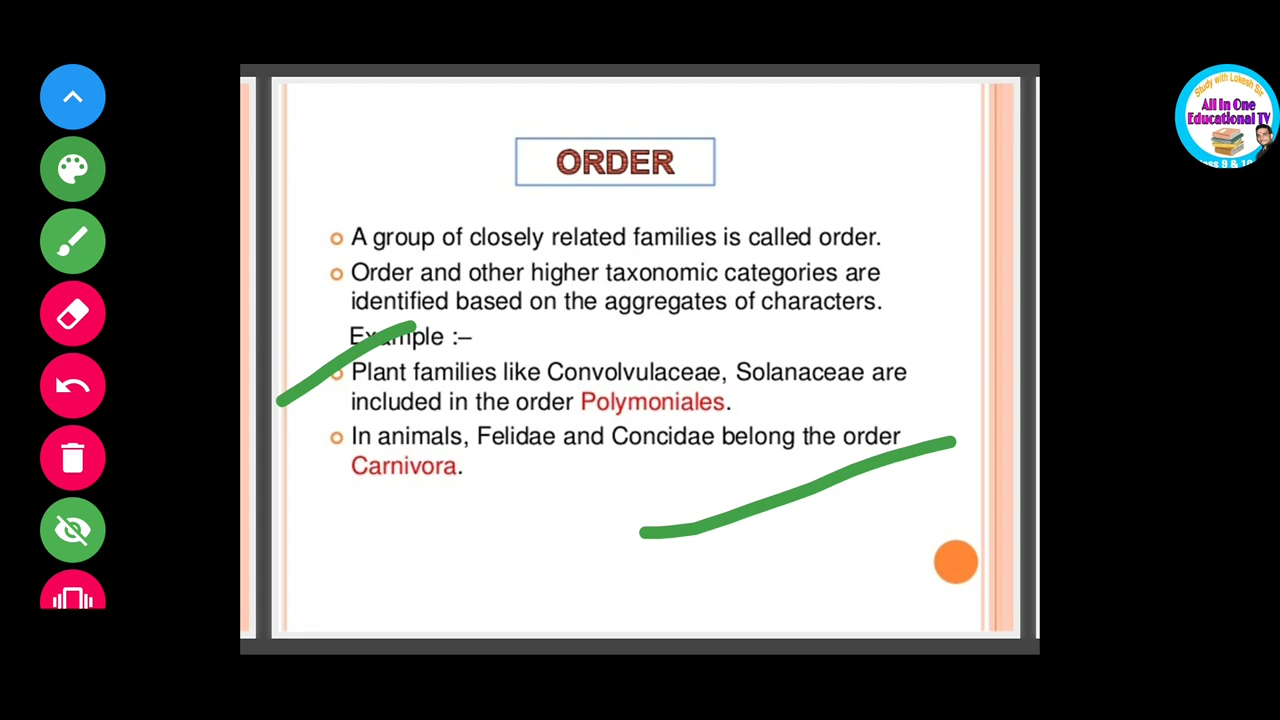 Study with Lokesh Sir
All In One
Educational TV
ORDER
A group of closely related families is called order.
Order and other higher taxonomic categories are
identified based on the aggregates of characters.
Example :–
Plant families like Convolvulaceae, Solanaceae are
included in the order Polymoniales.
In animals, Felidae and Concidae belong the order
Carnivora.